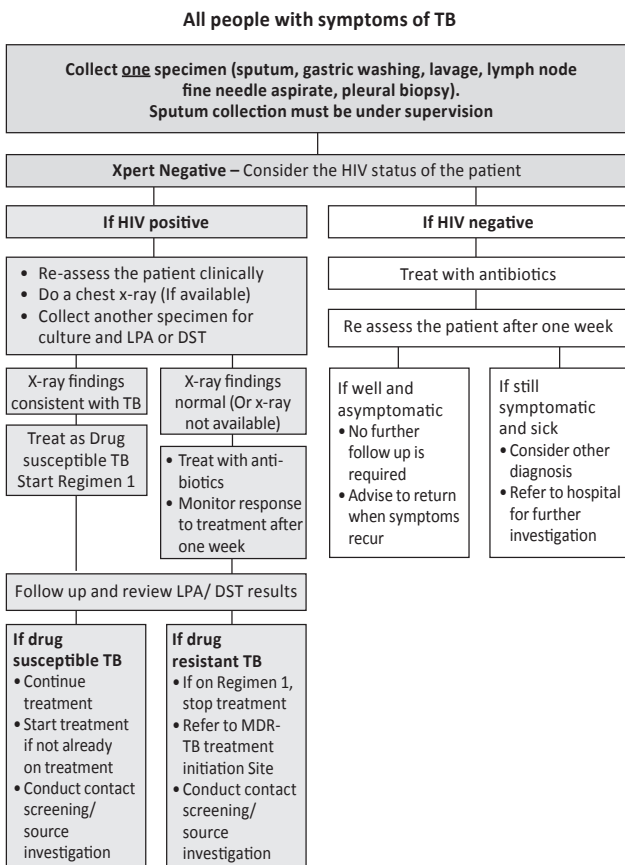 All people with symptoms of TB
Collect one specimen (sputum, gastric washing, lavage, lymph node
fine needle aspirate, pleural biopsy).
Sputum collection must be under supervision
Xpert Negative – Consider the HIV status of the patient
If HIV positive
• Re-assess the patient clinically
• Do a chest x-ray (If available)
• Collect another specimen for
culture and LPA or DST
X-ray findings
consistent with TB
Treat as Drug
susceptible TB
Start Regimen 1
X-ray findings
normal (Or x-ray
not available)
• Treat with anti-
biotics
• Monitor response
to treatment after
one week
Follow up and review LPA/ DST results
If drug
susceptible TB
• Continue
treatment
• Start treatment
if not already
on treatment
• Conduct contact
screening/
source
investigation
If drug
resistant TB
• If on Regimen 1,
stop treatment
• Refer to MDR-
TB treatment
initiation Site
• Conduct contact
screening/
source
investigation
If HIV negative
Treat with antibiotics
Re assess the patient after one week
If well and
asymptomatic
• No further
follow up is
required
• Advise to return
when symptoms
recur
If still
symptomatic
and sick
• Consider other
diagnosis
• Refer to hospital
for further
investigation